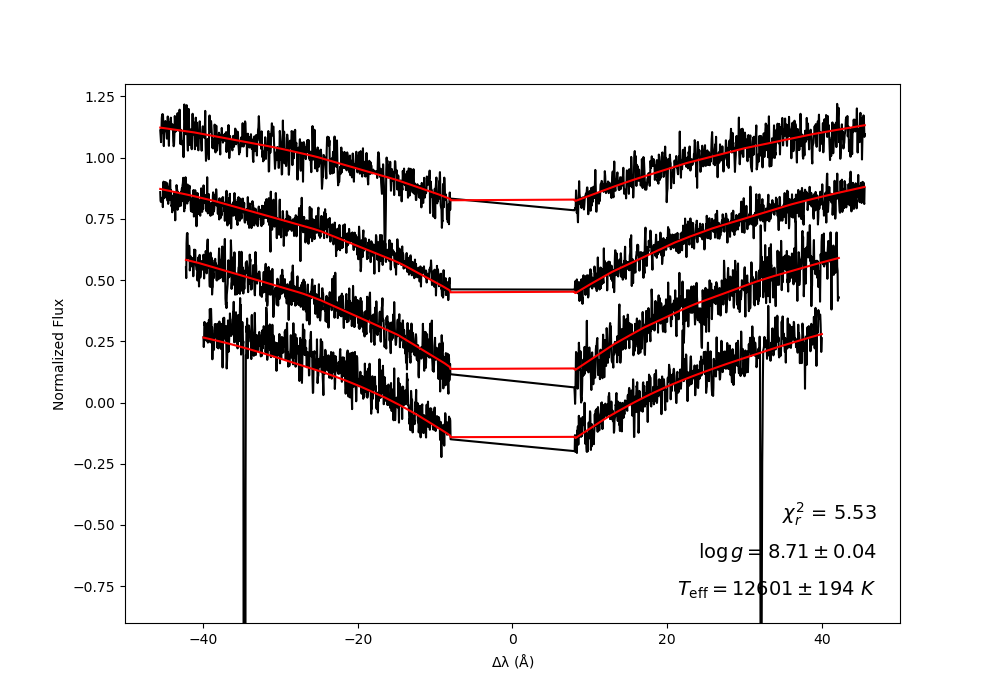 1.25
1.00
0.75
0.50
0.25
0.00
−0.25
−0.50
−0.75
Normalized Flux
χ²ᵣ = 5.53
log g = 8.71 ± 0.04
T_eff = 12601 ± 194 K
−40 −20 0 20 40
Δλ (Å)